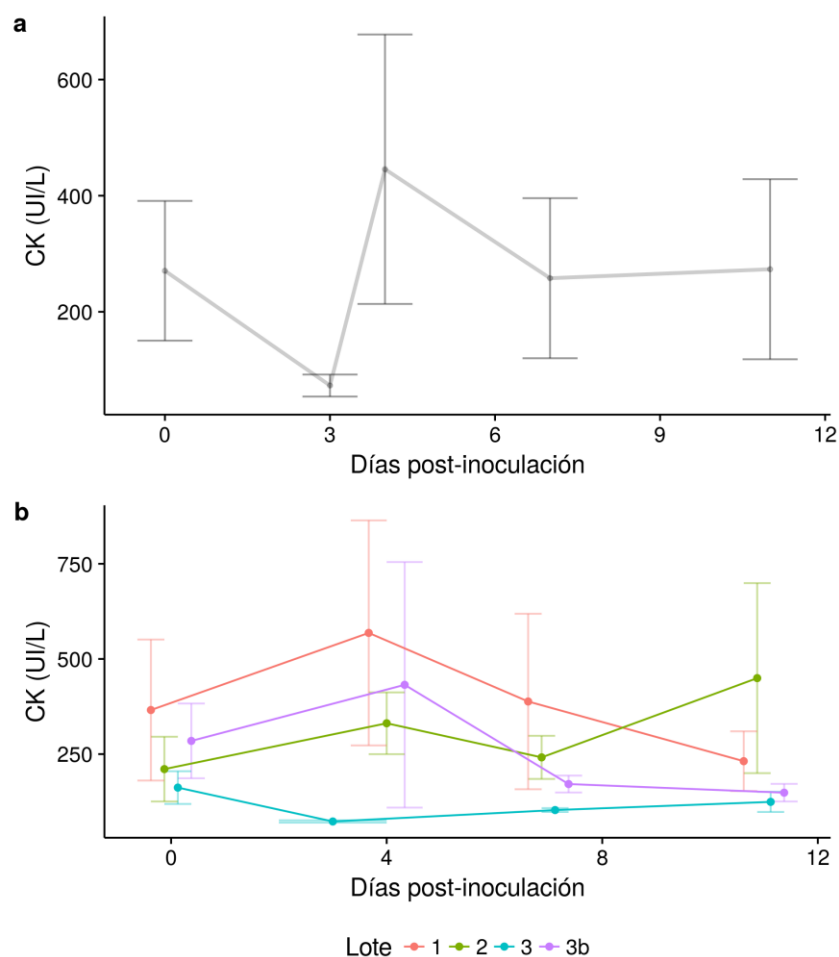 a
600
400
200
CK (UI/L)
0 3 6 9 12
Días post-inoculación
b
750
500
250
CK (UI/L)
0 4 8 12
Días post-inoculación
Lote 1 2 3 3b